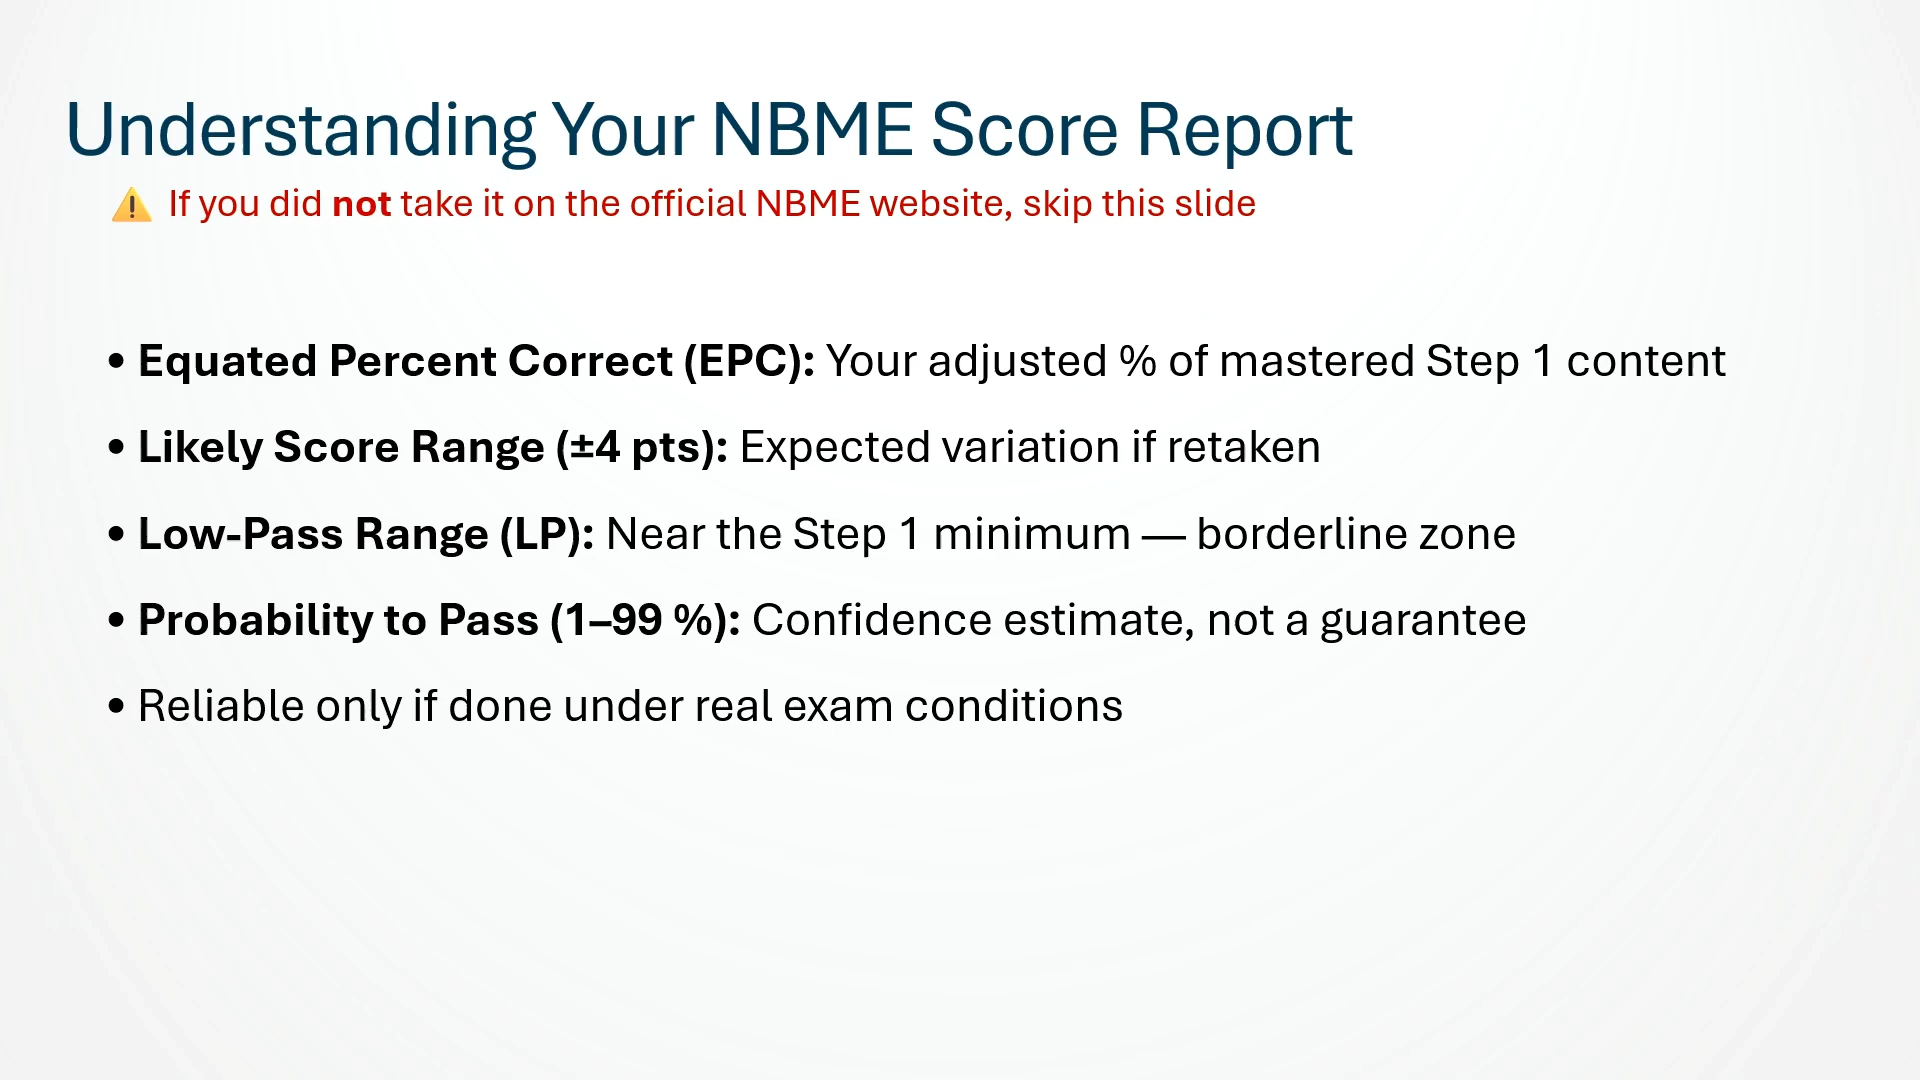 Understanding Your NBME Score Report
⚠️ If you did not take it on the official NBME website, skip this slide
• Equated Percent Correct (EPC): Your adjusted % of mastered Step 1 content
• Likely Score Range (±4 pts): Expected variation if retaken
• Low-Pass Range (LP): Near the Step 1 minimum — borderline zone
• Probability to Pass (1–99 %): Confidence estimate, not a guarantee
• Reliable only if done under real exam conditions